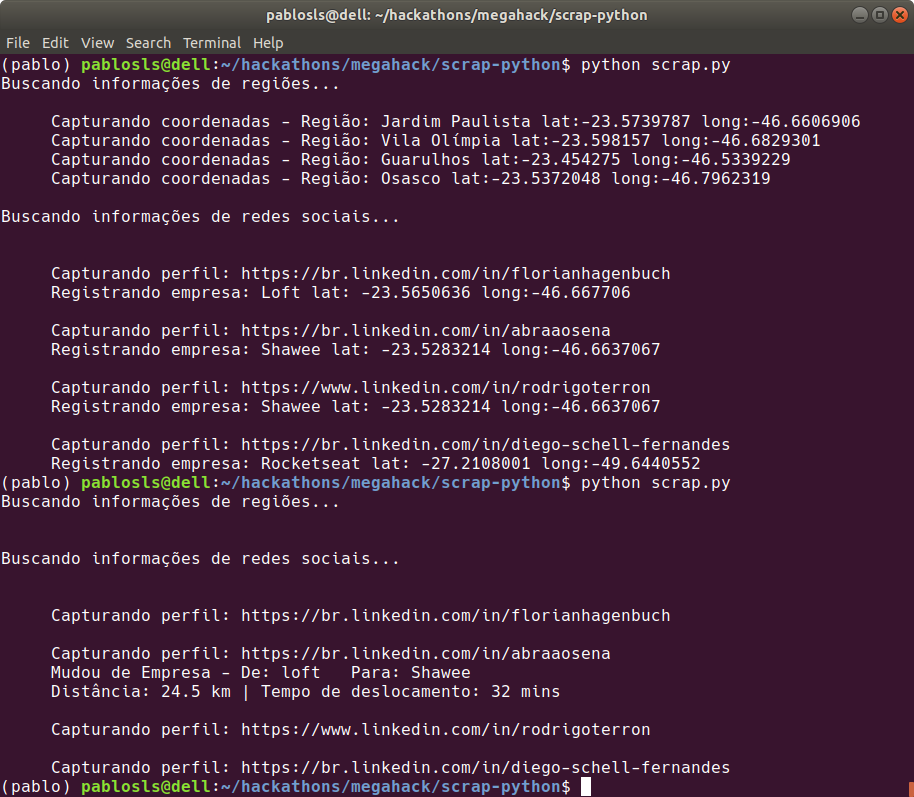 pablosls@dell: ~/hackathons/megahack/scrap-python
File Edit View Search Terminal Help
(pablo) pablosls@dell:~/hackathons/megahack/scrap-python$ python scrap.py
Buscando informações de regiões...
Capturando coordenadas - Região: Jardim Paulista lat:-23.5739787 long:-46.6606906
Capturando coordenadas - Região: Vila Olímpia lat:-23.598157 long:-46.6829301
Capturando coordenadas - Região: Guarulhos lat:-23.454275 long:-46.5339229
Capturando coordenadas - Região: Osasco lat:-23.5372048 long:-46.7962319
Buscando informações de redes sociais...
Capturando perfil: https://br.linkedin.com/in/florianhagenbuch
Registrando empresa: Loft lat: -23.5650636 long:-46.667706
Capturando perfil: https://br.linkedin.com/in/abraaosena
Registrando empresa: Shawee lat: -23.5283214 long:-46.6637067
Capturando perfil: https://www.linkedin.com/in/rodrigoterron
Registrando empresa: Shawee lat: -23.5283214 long:-46.6637067
Capturando perfil: https://br.linkedin.com/in/diego-schell-fernandes
Registrando empresa: Rocketseat lat: -27.2108001 long:-49.6440552
(pablo) pablosls@dell:~/hackathons/megahack/scrap-python$ python scrap.py
Buscando informações de regiões...
Buscando informações de redes sociais...
Capturando perfil: https://br.linkedin.com/in/florianhagenbuch
Capturando perfil: https://br.linkedin.com/in/abraaosena
Mudou de Empresa - De: loft   Para: Shawee
Distância: 24.5 km | Tempo de deslocamento: 32 mins
Capturando perfil: https://www.linkedin.com/in/rodrigoterron
Capturando perfil: https://br.linkedin.com/in/diego-schell-fernandes
(pablo) pablosls@dell:~/hackathons/megahack/scrap-python$